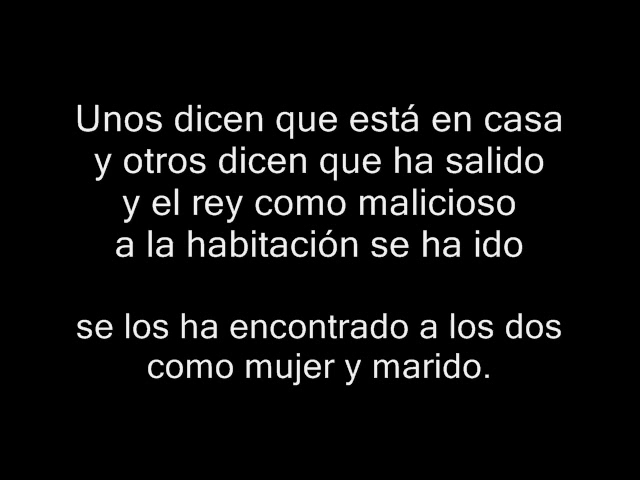 Unos dicen que está en casa
y otros dicen que ha salido
y el rey como malicioso
a la habitación se ha ido
se los ha encontrado a los dos
como mujer y marido.